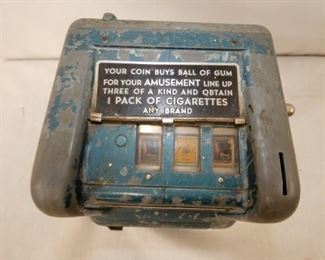 YOUR COIN BUYS BALL OF GUM
FOR YOUR AMUSEMENT LINE UP
THREE OF A KIND AND OBTAIN
1 PACK OF CIGARETTES
ANY BRAND